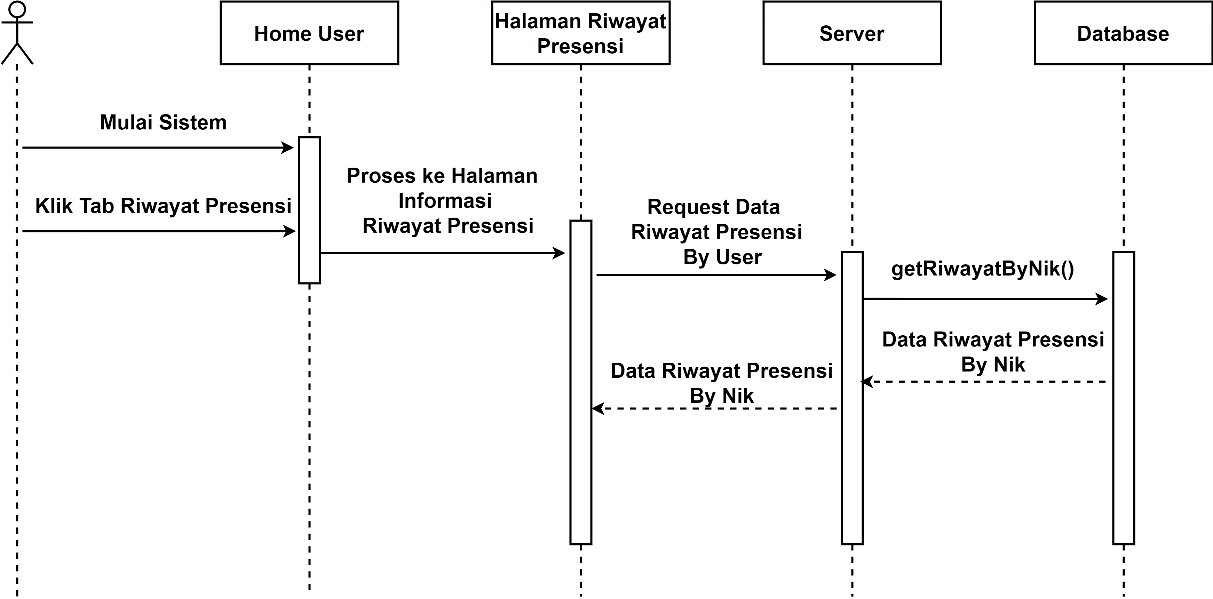 Home User
Halaman Riwayat
Presensi
Server
Database
Mulai Sistem
Klik Tab Riwayat Presensi
Proses ke Halaman
Informasi
Riwayat Presensi
Request Data
Riwayat Presensi
By User
getRiwayatByNik()
Data Riwayat Presensi
By Nik
Data Riwayat Presensi
By Nik